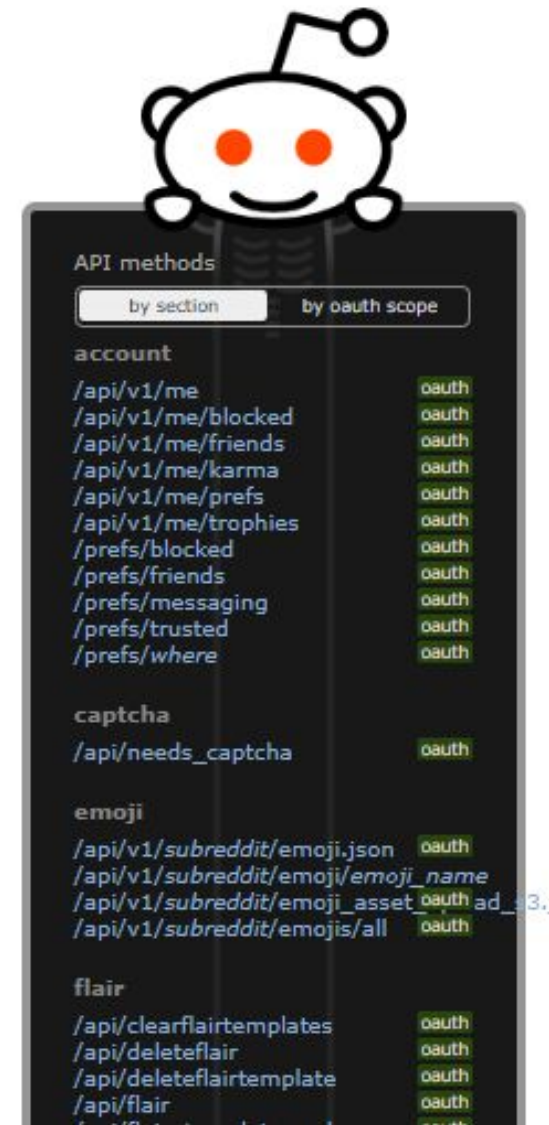 API methods
by section by oauth scope
account
/api/v1/me oauth
/api/v1/me/blocked oauth
/api/v1/me/friends oauth
/api/v1/me/karma oauth
/api/v1/me/prefs oauth
/api/v1/me/trophies oauth
/prefs/blocked oauth
/prefs/friends oauth
/prefs/messaging oauth
/prefs/trusted oauth
/prefs/where oauth
captcha
/api/needs_captcha oauth
emoji
/api/v1/subreddit/emoji.json oauth
/api/v1/subreddit/emoji/emoji_name
/api/v1/subreddit/emoji_asset_ oauth
/api/v1/subreddit/emojis/all oauth
flair
/api/clearflairtemplates oauth
/api/deleteflair oauth
/api/deleteflairtemplate oauth
/api/flair oauth